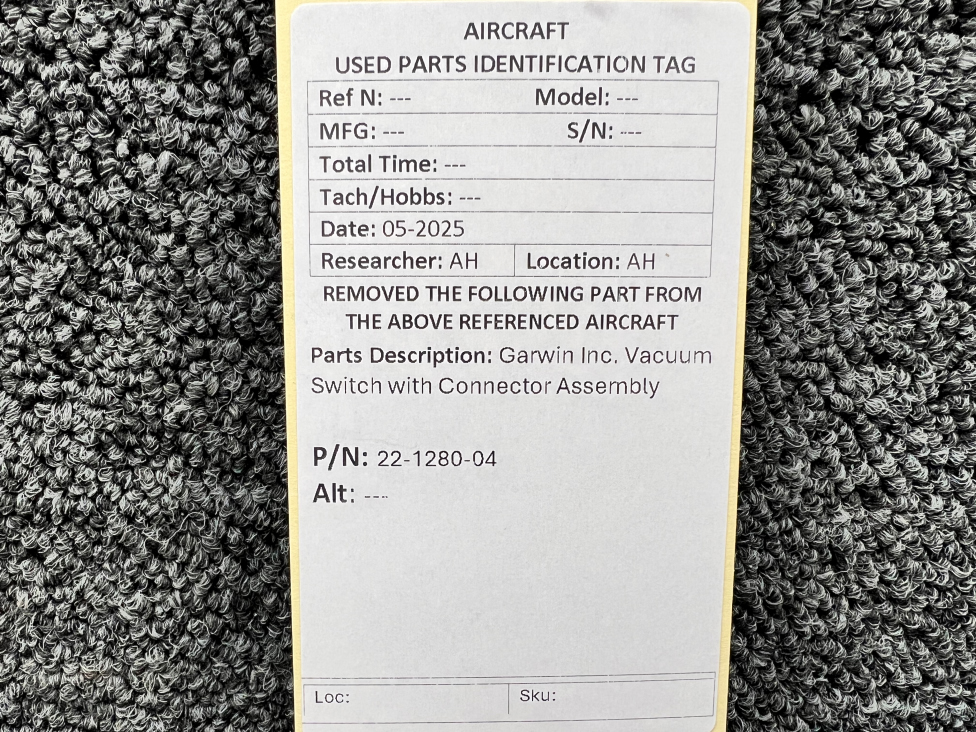 AIRCRAFT
USED PARTS IDENTIFICATION TAG
Ref N: --- Model: ---
MFG: --- S/N: ---
Total Time: ---
Tach/Hobbs: ---
Date: 05-2025
Researcher: AH Location: AH
REMOVED THE FOLLOWING PART FROM
THE ABOVE REFERENCED AIRCRAFT
Parts Description: Garwin Inc. Vacuum
Switch with Connector Assembly
P/N: 22-1280-04
Alt: ---
Loc: Sku: